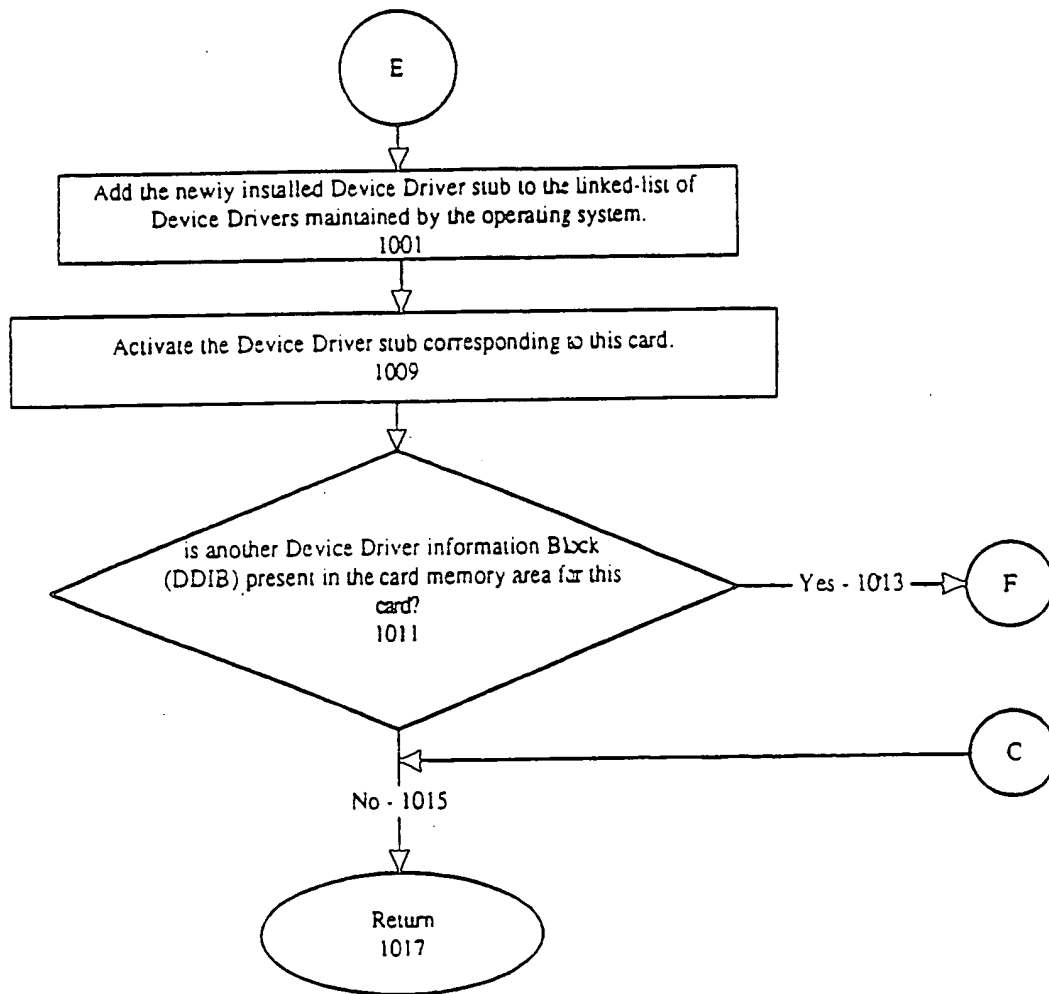 E
Add the newly installed Device Driver stub to the linked-list of
Device Drivers maintained by the operating system.
1001
Activate the Device Driver stub corresponding to this card.
1009
is another Device Driver information Block
(DDIB) present in the card memory area for this
card?
1011
Yes - 1013
F
C
No - 1015
Return
1017